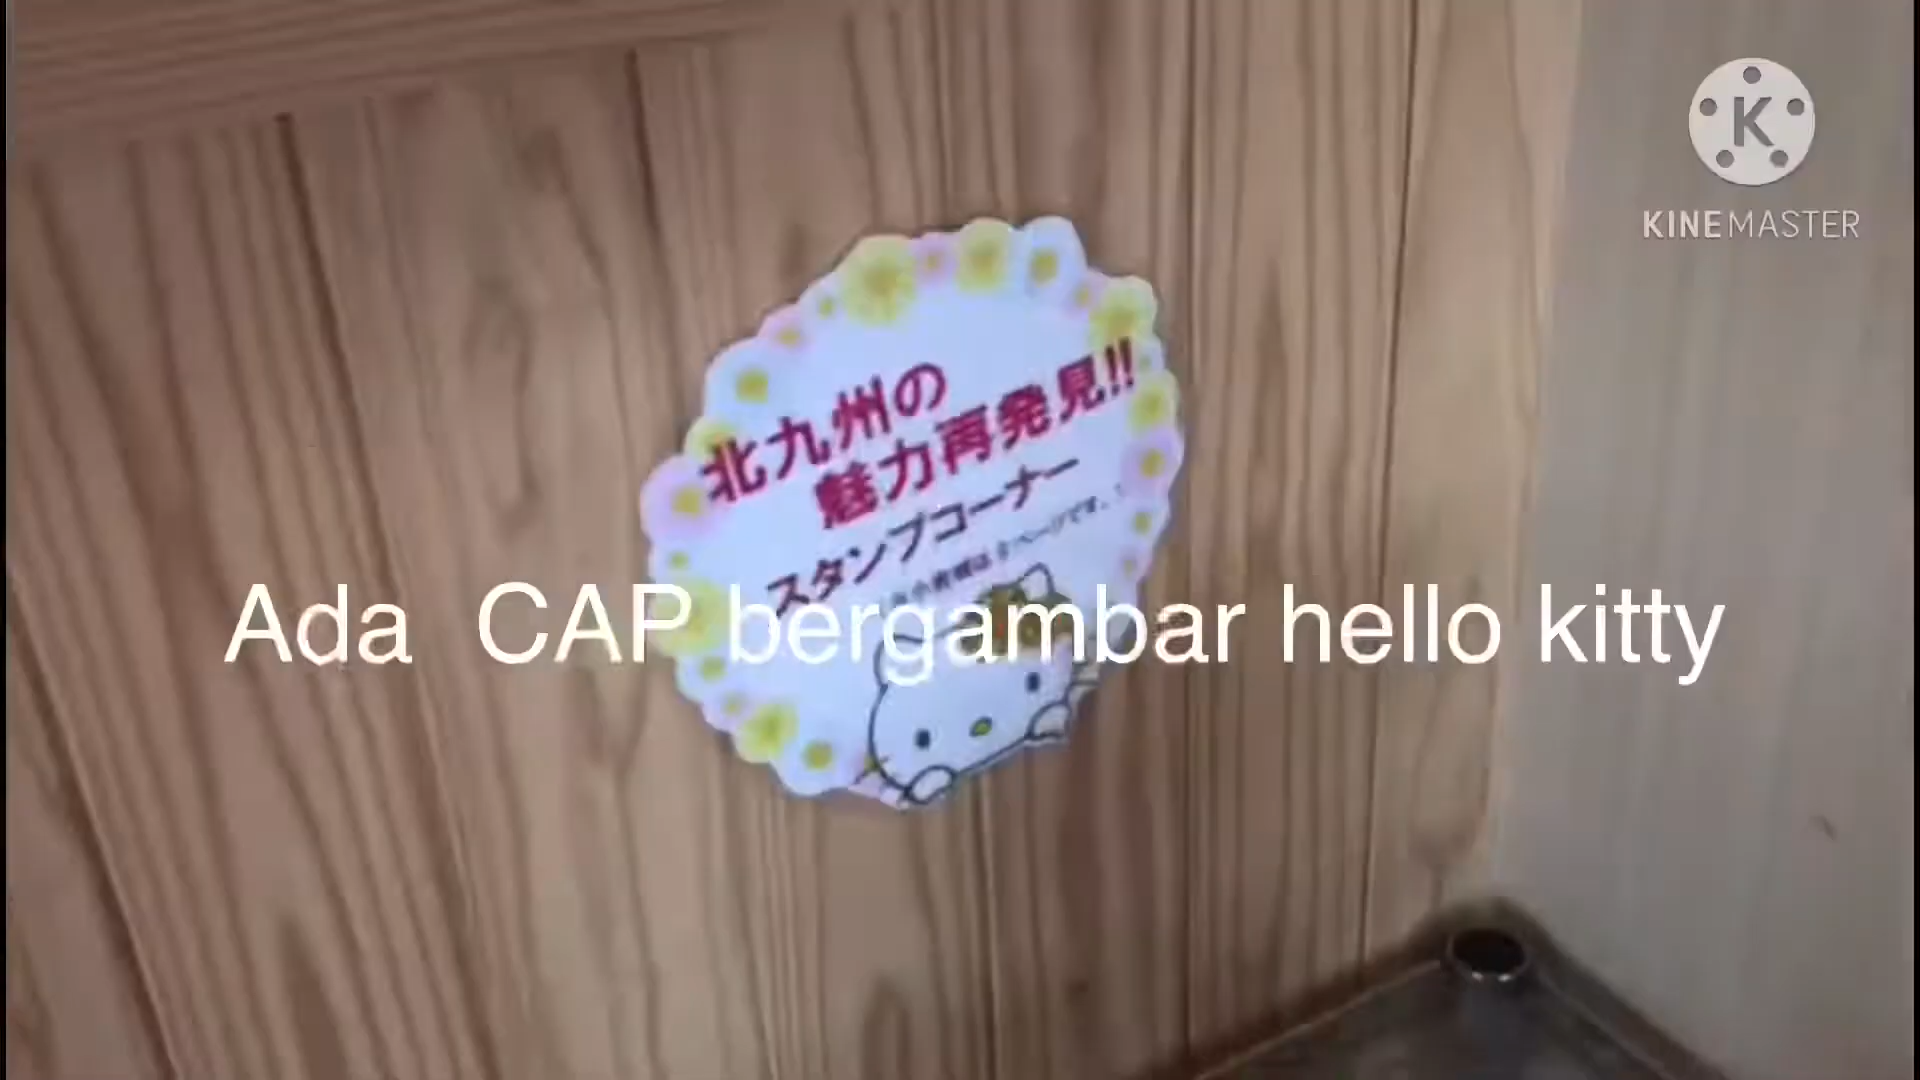 K
KINEMASTER
北九州の
魅力再発見!!
スタンプコーナー
Ada CAP bergambar hello kitty